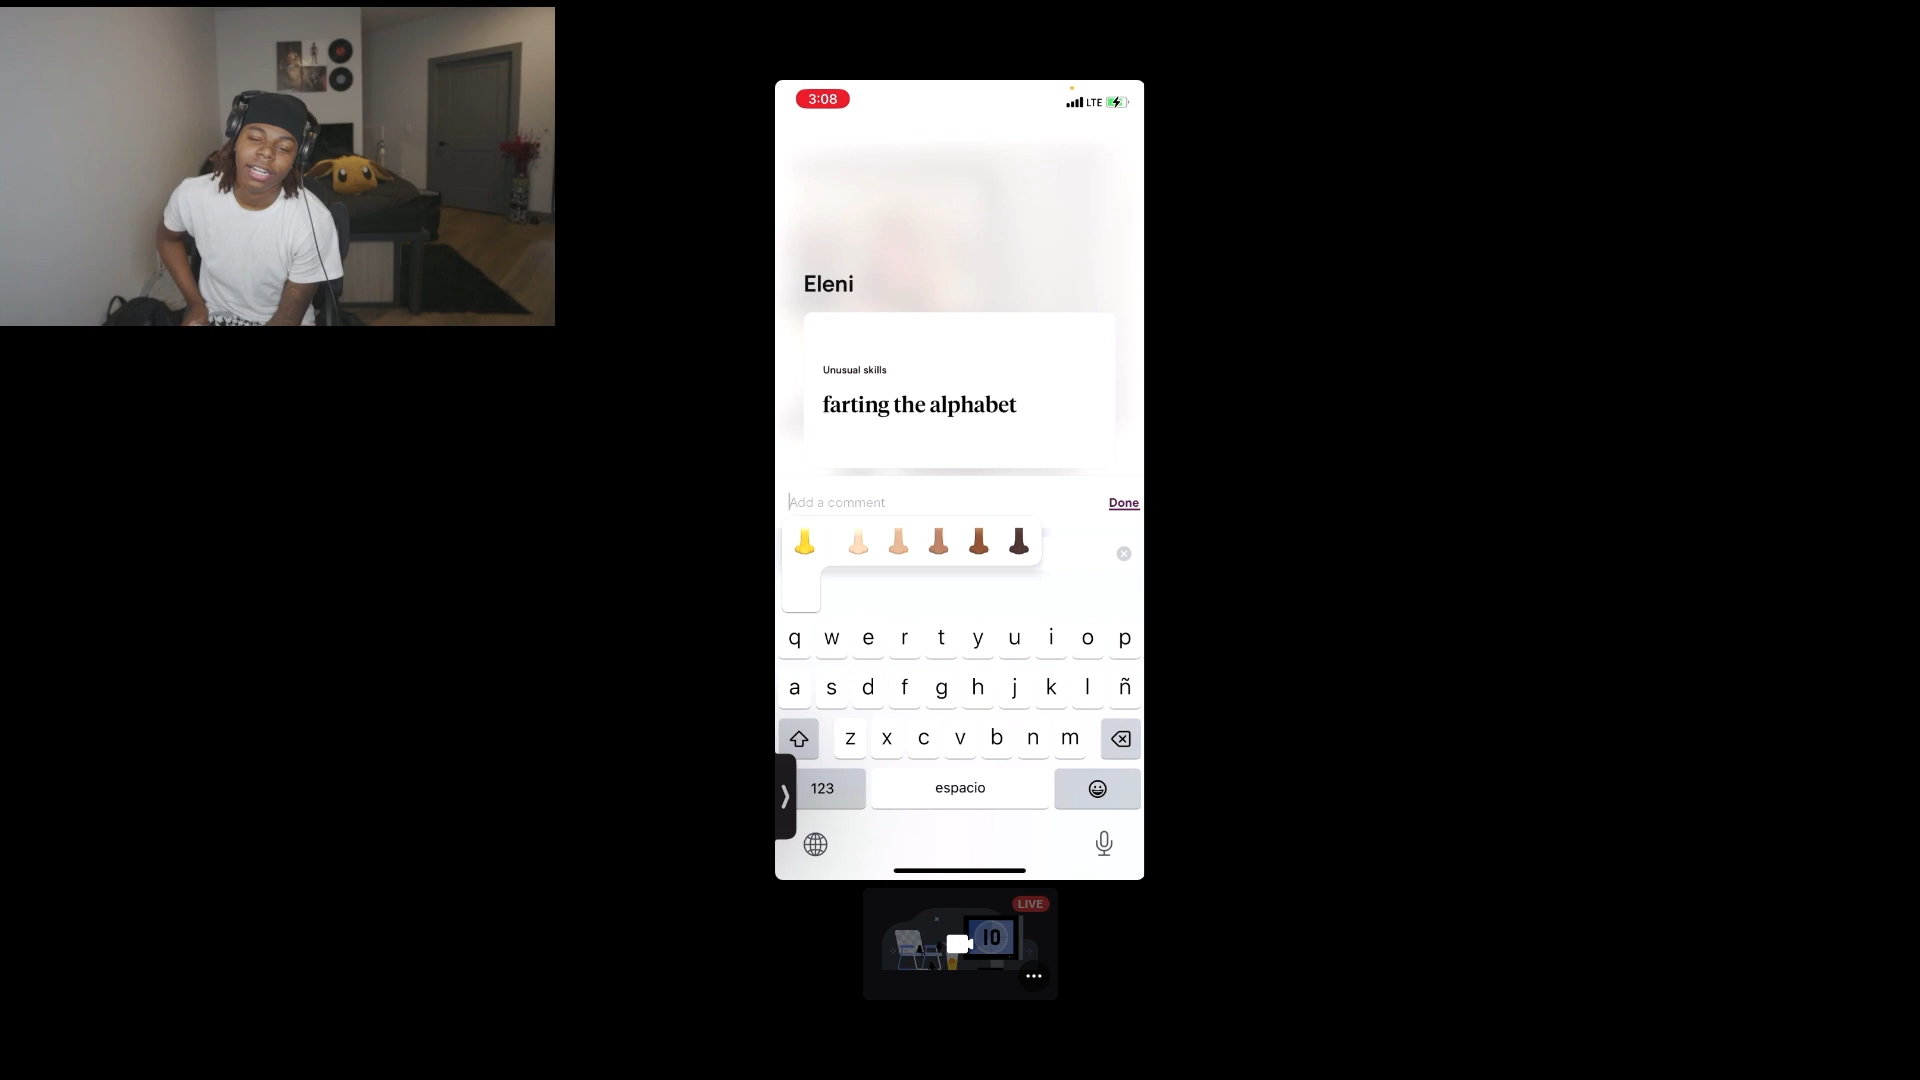 3:08
LTE
Eleni
Unusual skills
farting the alphabet
Add a comment
Done
q w e r t y u i o p
a s d f g h j k l ñ
z x c v b n m
123
espacio
LIVE
10